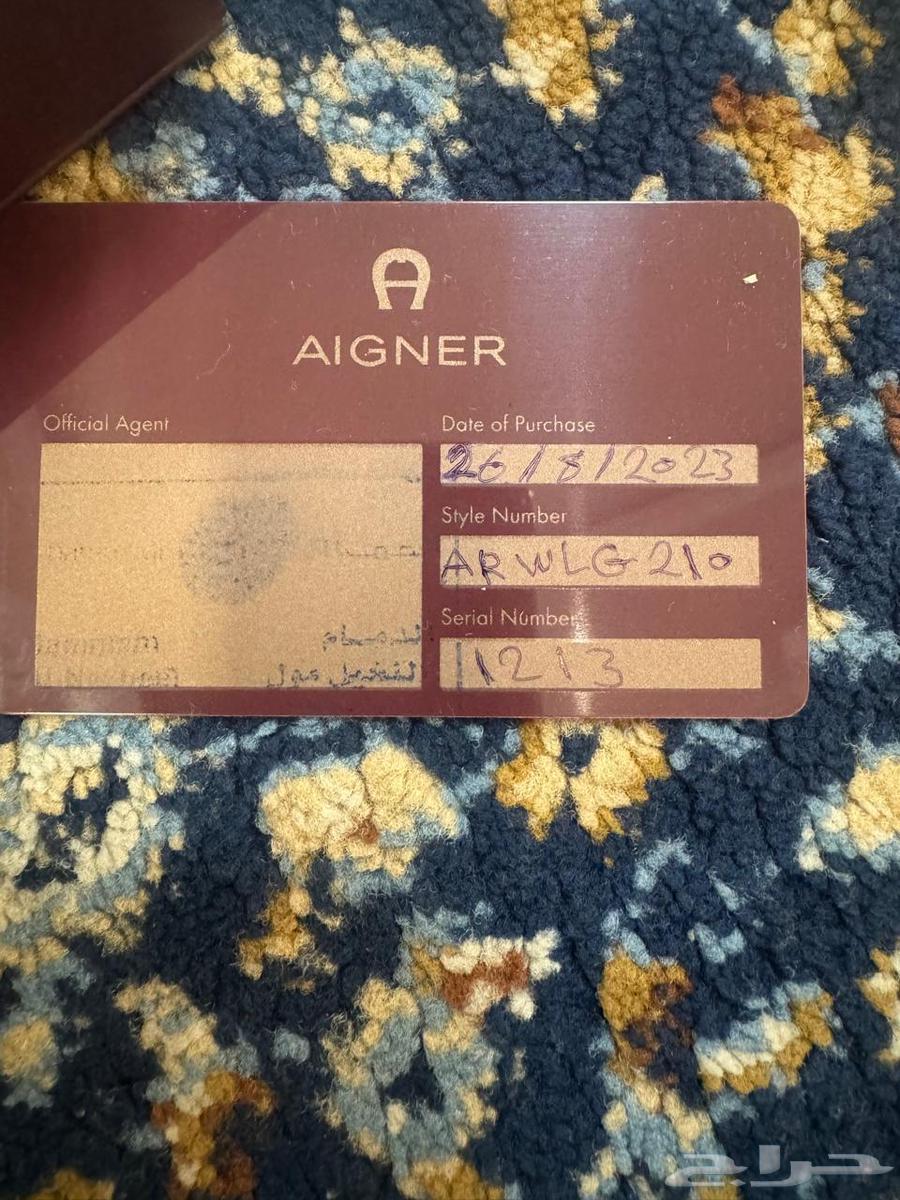 AIGNER
Official Agent
Date of Purchase
26/8/2023
Style Number
ARWLG210
Serial Number
1213
حراج